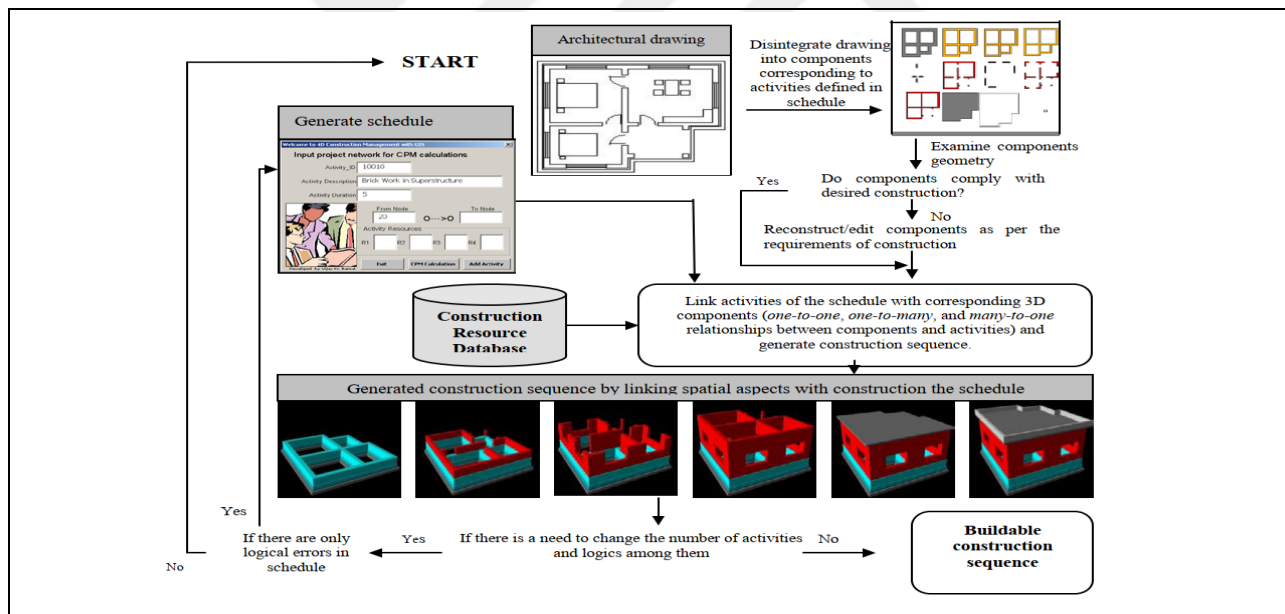 START
Architectural drawing
Disintegrate drawing
into components
corresponding to
activities defined in
schedule
Generate schedule
Welcome to 4D Construction Management with GIS
Input project network for CPM calculations
Activity_ID 10010
Activity Description Brick Work in Superstructure
Activity Duration 5
From Node To Node
20 O--->O
Activity Resources
R1 R2 R3 R4
Exit CPM Calculation Add Activity
Examine components
geometry
Yes
Do components comply with
desired construction?
No
Reconstruct/edit components as per the
requirements of construction
Construction
Resource
Database
Link activities of the schedule with corresponding 3D
components (one-to-one, one-to-many, and many-to-one
relationships between components and activities) and
generate construction sequence.
Generated construction sequence by linking spatial aspects with construction the schedule
Yes
If there are only
logical errors in
schedule
No
Yes
If there is a need to change the number of activities
and logics among them
No
Buildable
construction
sequence